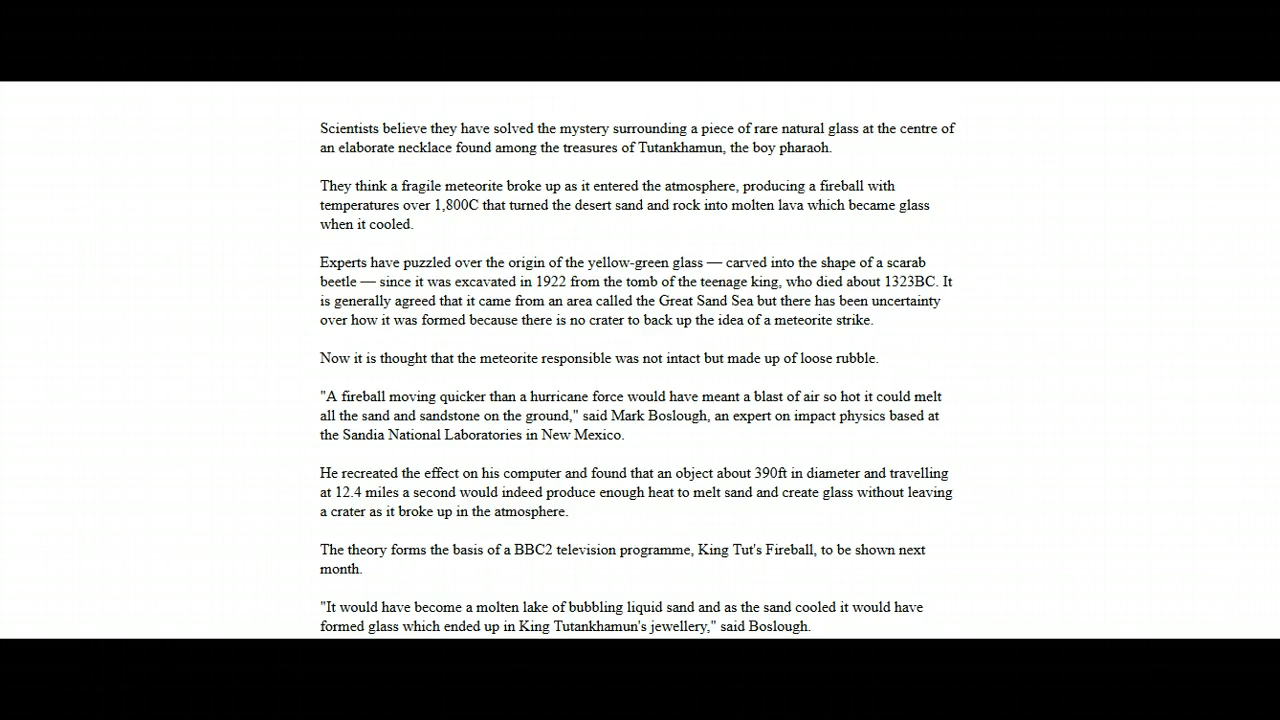 Scientists believe they have solved the mystery surrounding a piece of rare natural glass at the centre of
an elaborate necklace found among the treasures of Tutankhamun, the boy pharaoh.
They think a fragile meteorite broke up as it entered the atmosphere, producing a fireball with
temperatures over 1,800C that turned the desert sand and rock into molten lava which became glass
when it cooled.
Experts have puzzled over the origin of the yellow-green glass — carved into the shape of a scarab
beetle — since it was excavated in 1922 from the tomb of the teenage king, who died about 1323BC. It
is generally agreed that it came from an area called the Great Sand Sea but there has been uncertainty
over how it was formed because there is no crater to back up the idea of a meteorite strike.
Now it is thought that the meteorite responsible was not intact but made up of loose rubble.
"A fireball moving quicker than a hurricane force would have meant a blast of air so hot it could melt
all the sand and sandstone on the ground," said Mark Boslough, an expert on impact physics based at
the Sandia National Laboratories in New Mexico.
He recreated the effect on his computer and found that an object about 390ft in diameter and travelling
at 12.4 miles a second would indeed produce enough heat to melt sand and create glass without leaving
a crater as it broke up in the atmosphere.
The theory forms the basis of a BBC2 television programme, King Tut's Fireball, to be shown next
month.
"It would have become a molten lake of bubbling liquid sand and as the sand cooled it would have
formed glass which ended up in King Tutankhamun's jewellery," said Boslough.